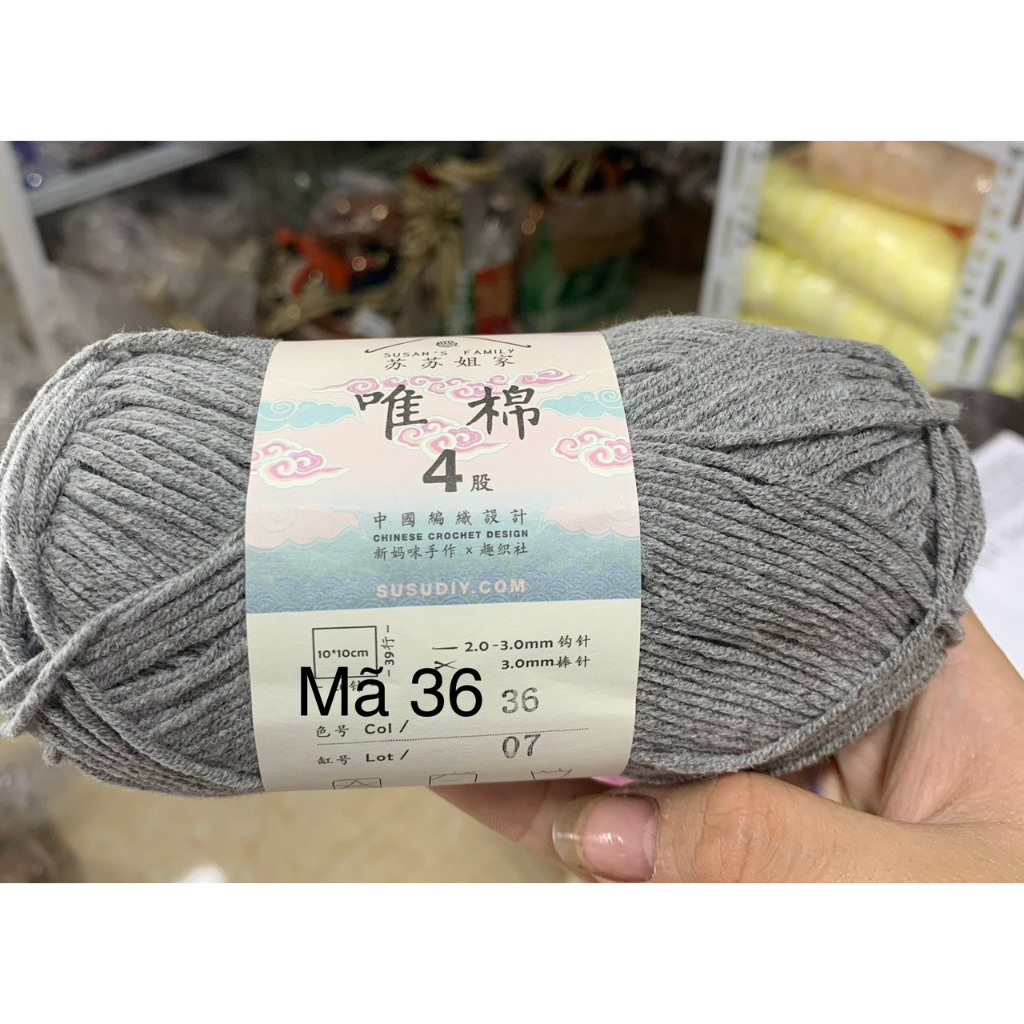 SUSAN'S FAMILY
苏苏姐家
唯棉
4股
中國編織設計
CHINESE CROCHET DESIGN
新妈咪手作 × 趣织社
SUSUDIY.COM
10*10cm
39行
2.0-3.0mm 钩针
3.0mm 棒针
Mã 36
色号 Col / 36
缸号 Lot / 07